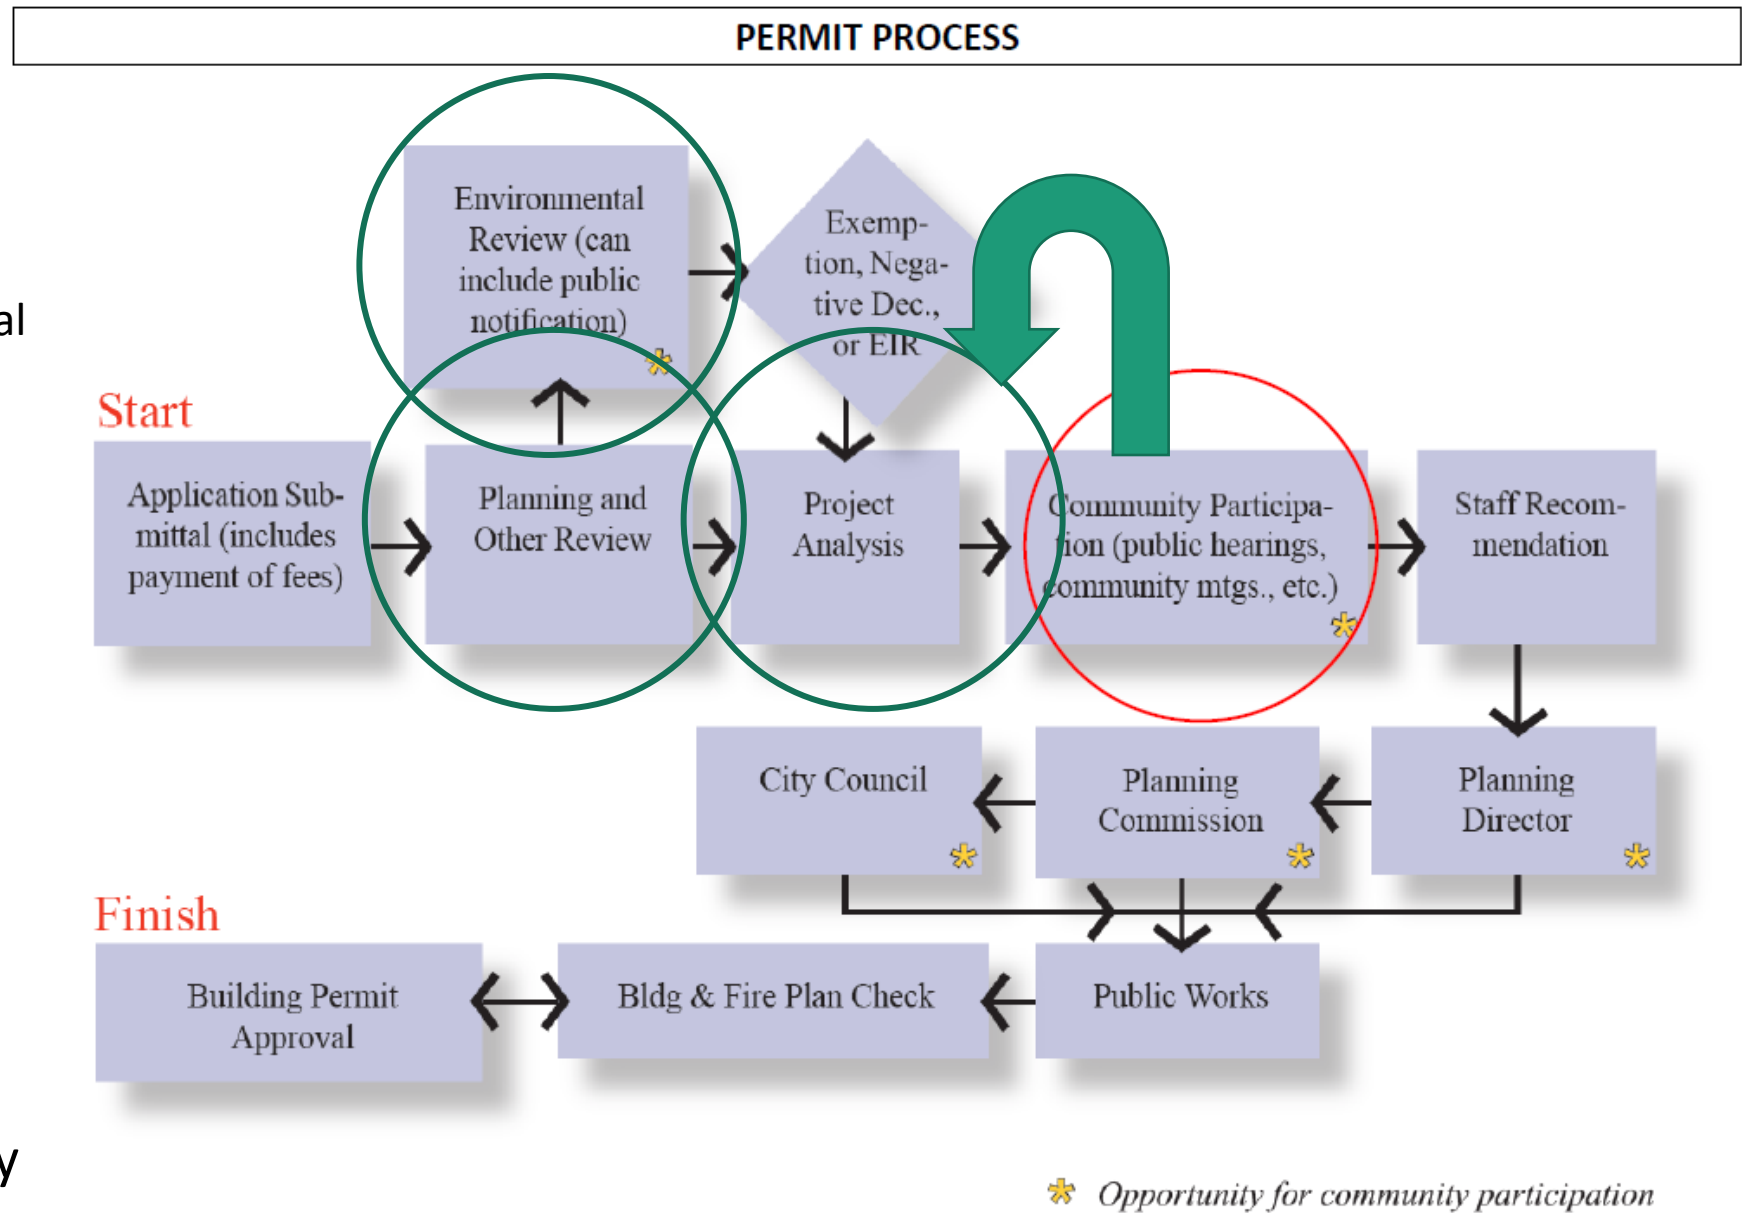 PERMIT PROCESS
Environmental
Review (can
include public
notification)
*
Exemp-
tion, Nega-
tive Dec.,
or EIR
al
Start
Application Sub-
mittal (includes
payment of fees)
Planning and
Other Review
Project
Analysis
Community Participa-
tion (public hearings,
community mtgs., etc.)
*
Staff Recom-
mendation
City Council
*
Planning
Commission
*
Planning
Director
*
Finish
Building Permit
Approval
Bldg & Fire Plan Check
Public Works
y
* Opportunity for community participation